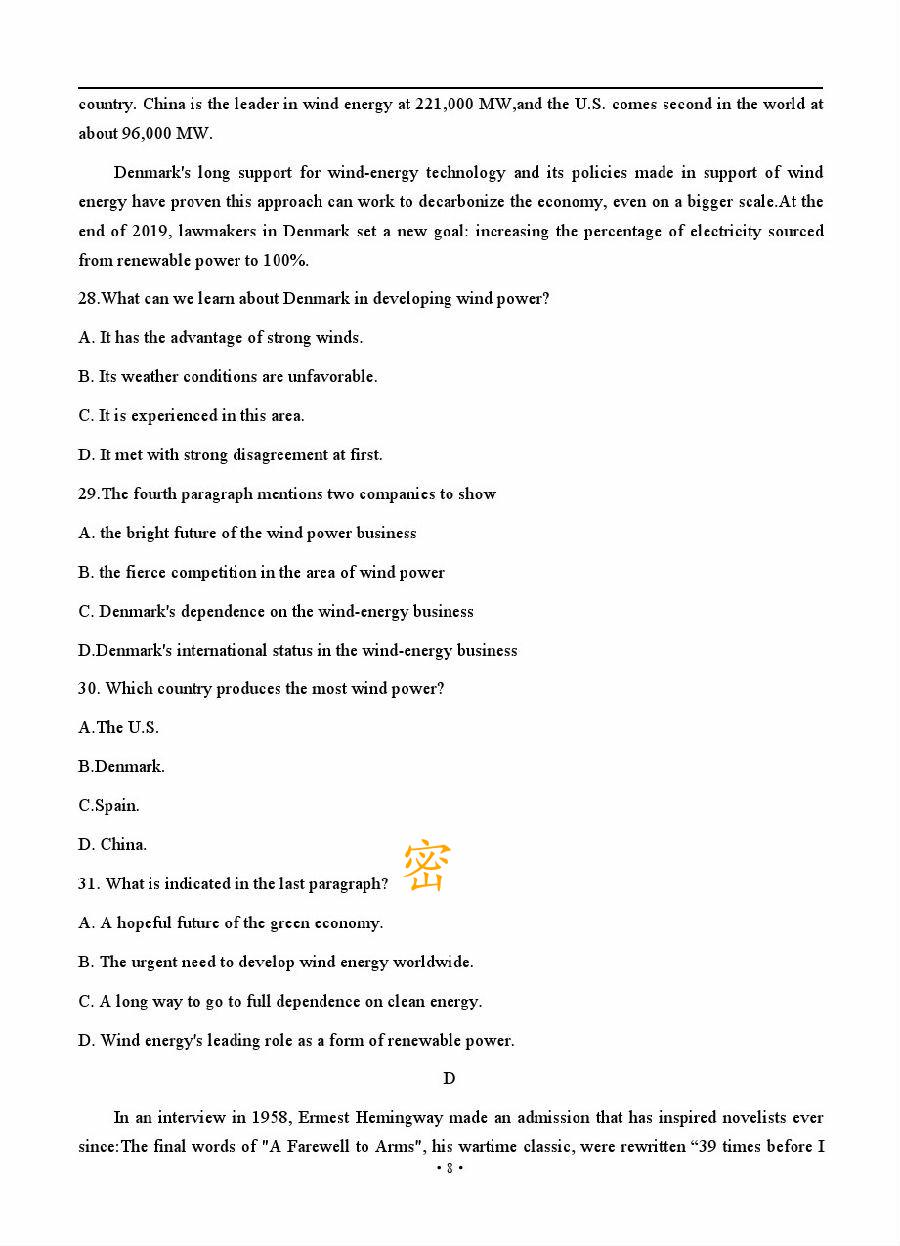 country. China is the leader in wind energy at 221,000 MW,and the U.S. comes second in the world at
about 96,000 MW.
Denmark's long support for wind-energy technology and its policies made in support of wind
energy have proven this approach can work to decarbonize the economy, even on a bigger scale.At the
end of 2019, lawmakers in Denmark set a new goal: increasing the percentage of electricity sourced
from renewable power to 100%.
28.What can we learn about Denmark in developing wind power?
A. It has the advantage of strong winds.
B. Its weather conditions are unfavorable.
C. It is experienced in this area.
D. It met with strong disagreement at first.
29.The fourth paragraph mentions two companies to show
A. the bright future of the wind power business
B. the fierce competition in the area of wind power
C. Denmark's dependence on the wind-energy business
D.Denmark's international status in the wind-energy business
30. Which country produces the most wind power?
A.The U.S.
B.Denmark.
C.Spain.
D. China.
密
31. What is indicated in the last paragraph?
A. A hopeful future of the green economy.
B. The urgent need to develop wind energy worldwide.
C. A long way to go to full dependence on clean energy.
D. Wind energy's leading role as a form of renewable power.
D
In an interview in 1958, Ermest Hemingway made an admission that has inspired novelists ever
since:The final words of "A Farewell to Arms", his wartime classic, were rewritten “39 times before I
• 8 •